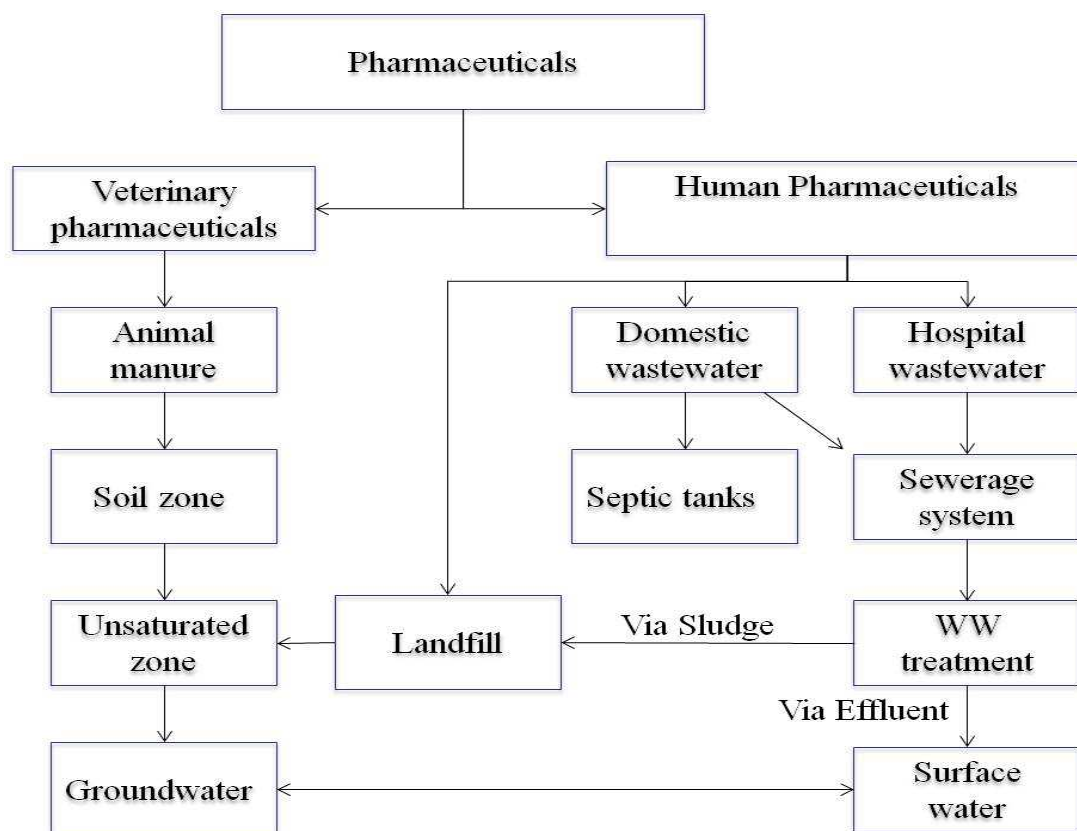 Pharmaceuticals
Veterinary
pharmaceuticals
Human Pharmaceuticals
Animal
manure
Domestic
wastewater
Hospital
wastewater
Soil zone
Septic tanks
Sewerage
system
Unsaturated
zone
Landfill
Via Sludge
WW
treatment
Via Effluent
Groundwater
Surface
water